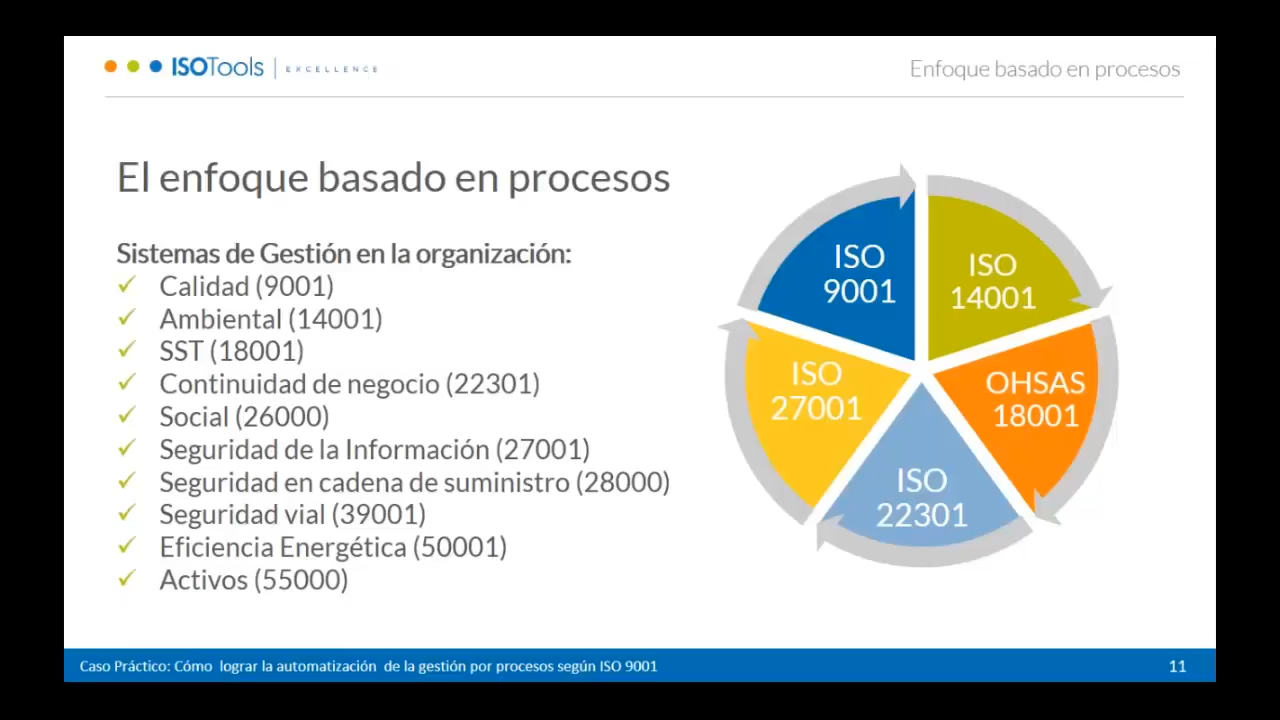 ISOTools | EXCELLENCE
Enfoque basado en procesos
El enfoque basado en procesos
Sistemas de Gestión en la organización:
Calidad (9001)
Ambiental (14001)
SST (18001)
Continuidad de negocio (22301)
Social (26000)
Seguridad de la Información (27001)
Seguridad en cadena de suministro (28000)
Seguridad vial (39001)
Eficiencia Energética (50001)
Activos (55000)
ISO
9001
ISO
14001
OHSAS
18001
ISO
22301
ISO
27001
Caso Práctico: Cómo lograr la automatización de la gestión por procesos según ISO 9001
11